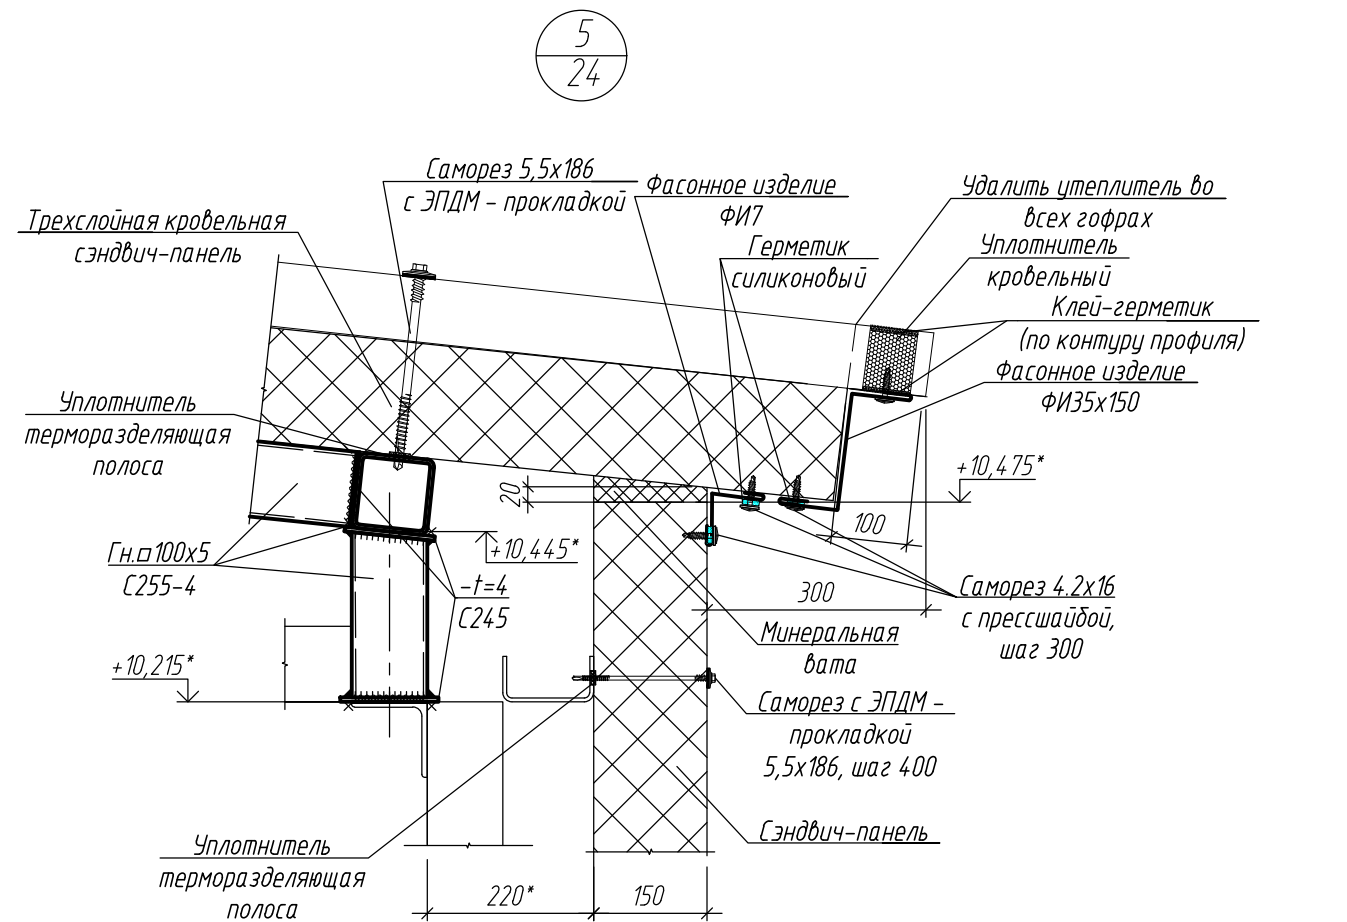 5
24
Саморез 5,5х186
с ЭПДМ - прокладкой
Фасонное изделие
ФИ7
Удалить утеплитель во
всех гофрах
Трехслойная кровельная
сэндвич-панель
Герметик
силиконовый
Уплотнитель
кровельный
Клей-герметик
(по контуру профиля)
Фасонное изделие
ФИ35х150
Уплотнитель
терморазделяющая
полоса
+10,475*
20
100
+10,445*
Гн.□100х5
С255-4
-t=4
С245
300
Саморез 4.2х16
с прессшайбой,
шаг 300
Минеральная
вата
+10,215*
Саморез с ЭПДМ -
прокладкой
5,5х186, шаг 400
Сэндвич-панель
Уплотнитель
терморазделяющая
полоса
220*
150